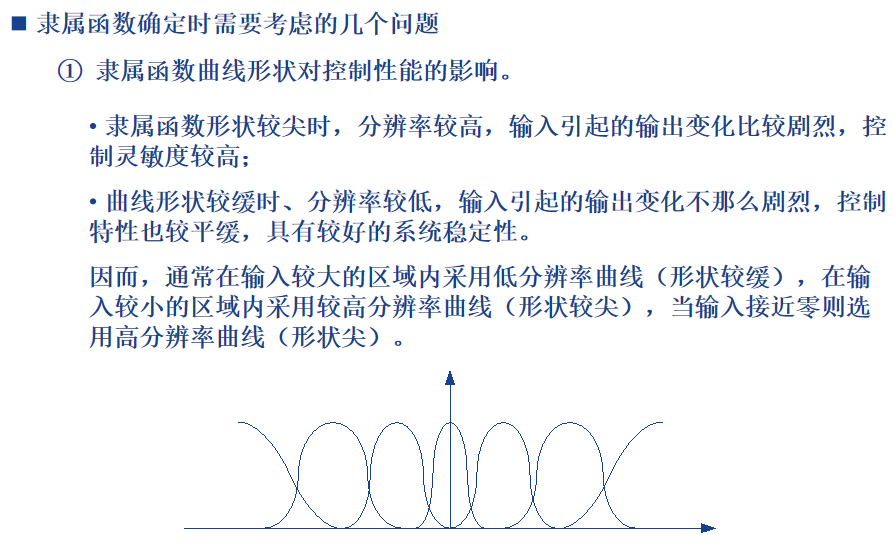 ■ 隶属函数确定时需要考虑的几个问题
① 隶属函数曲线形状对控制性能的影响。
• 隶属函数形状较尖时，分辨率较高，输入引起的输出变化比较剧烈，控
制灵敏度较高；
• 曲线形状较缓时、分辨率较低，输入引起的输出变化不那么剧烈，控制
特性也较平缓，具有较好的系统稳定性。
因而，通常在输入较大的区域内采用低分辨率曲线（形状较缓），在输
入较小的区域内采用较高分辨率曲线（形状较尖），当输入接近零则选
用高分辨率曲线（形状尖）。